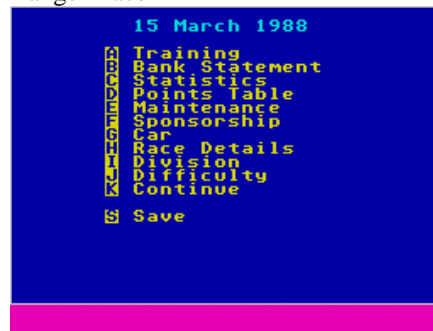 15 March 1988
A Training
B Bank Statement
C Statistics
D Points Table
E Maintenance
F Sponsorship
G Car
H Race Details
I Division
J Difficulty
K Continue
S Save